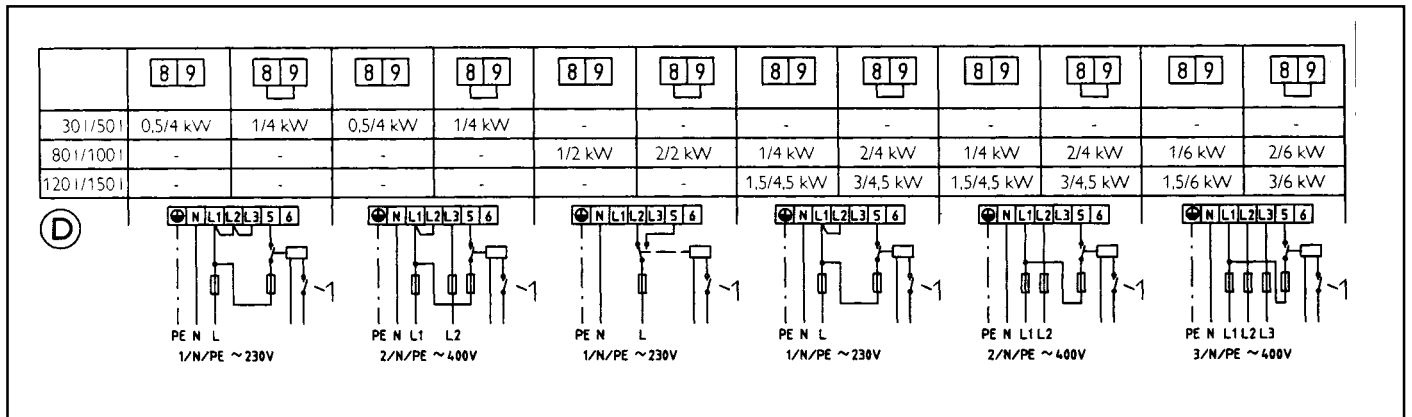 8 9 8 9 8 9 8 9 8 9 8 9 8 9 8 9 8 9 8 9 8 9 8 9
30 l/50 l 0,5/4 kW 1/4 kW 0,5/4 kW 1/4 kW - - - - - - - -
80 l/100 l - - - - 1/2 kW 2/2 kW 1/4 kW 2/4 kW 1/4 kW 2/4 kW 1/6 kW 2/6 kW
120 l/150 l - - - - - - 1,5/4,5 kW 3/4,5 kW 1,5/4,5 kW 3/4,5 kW 1,5/6 kW 3/6 kW
D
N L1 L2 L3 5 6 N L1 L2 L3 5 6 N L1 L2 L3 5 6 N L1 L2 L3 5 6 N L1 L2 L3 5 6 N L1 L2 L3 5 6
~1 ~1 ~1 ~1 ~1 ~1
PE N L PE N L1 L2 PE N L PE N L PE N L1 L2 PE N L1 L2 L3
1/N/PE ~ 230V 2/N/PE ~ 400V 1/N/PE ~ 230V 1/N/PE ~ 230V 2/N/PE ~ 400V 3/N/PE ~ 400V